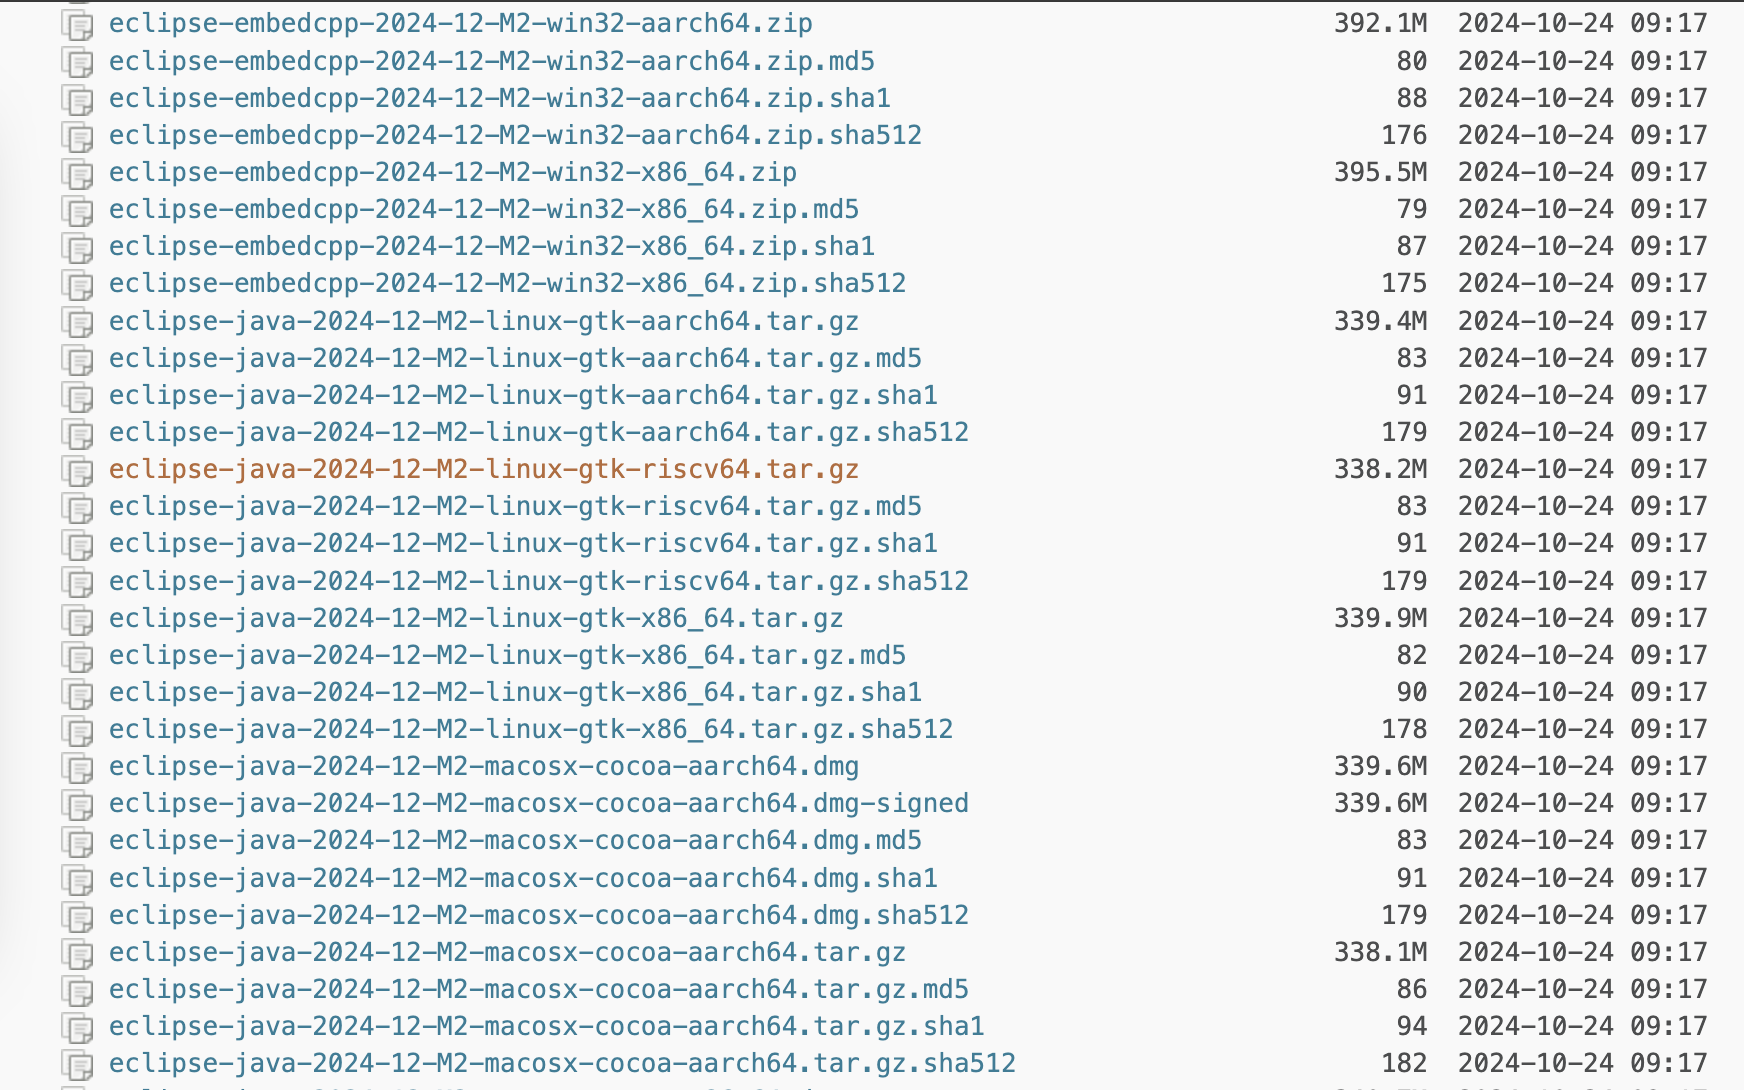 eclipse-embedcpp-2024-12-M2-win32-aarch64.zip 392.1M 2024-10-24 09:17
eclipse-embedcpp-2024-12-M2-win32-aarch64.zip.md5 80 2024-10-24 09:17
eclipse-embedcpp-2024-12-M2-win32-aarch64.zip.sha1 88 2024-10-24 09:17
eclipse-embedcpp-2024-12-M2-win32-aarch64.zip.sha512 176 2024-10-24 09:17
eclipse-embedcpp-2024-12-M2-win32-x86_64.zip 395.5M 2024-10-24 09:17
eclipse-embedcpp-2024-12-M2-win32-x86_64.zip.md5 79 2024-10-24 09:17
eclipse-embedcpp-2024-12-M2-win32-x86_64.zip.sha1 87 2024-10-24 09:17
eclipse-embedcpp-2024-12-M2-win32-x86_64.zip.sha512 175 2024-10-24 09:17
eclipse-java-2024-12-M2-linux-gtk-aarch64.tar.gz 339.4M 2024-10-24 09:17
eclipse-java-2024-12-M2-linux-gtk-aarch64.tar.gz.md5 83 2024-10-24 09:17
eclipse-java-2024-12-M2-linux-gtk-aarch64.tar.gz.sha1 91 2024-10-24 09:17
eclipse-java-2024-12-M2-linux-gtk-aarch64.tar.gz.sha512 179 2024-10-24 09:17
eclipse-java-2024-12-M2-linux-gtk-riscv64.tar.gz 338.2M 2024-10-24 09:17
eclipse-java-2024-12-M2-linux-gtk-riscv64.tar.gz.md5 83 2024-10-24 09:17
eclipse-java-2024-12-M2-linux-gtk-riscv64.tar.gz.sha1 91 2024-10-24 09:17
eclipse-java-2024-12-M2-linux-gtk-riscv64.tar.gz.sha512 179 2024-10-24 09:17
eclipse-java-2024-12-M2-linux-gtk-x86_64.tar.gz 339.9M 2024-10-24 09:17
eclipse-java-2024-12-M2-linux-gtk-x86_64.tar.gz.md5 82 2024-10-24 09:17
eclipse-java-2024-12-M2-linux-gtk-x86_64.tar.gz.sha1 90 2024-10-24 09:17
eclipse-java-2024-12-M2-linux-gtk-x86_64.tar.gz.sha512 178 2024-10-24 09:17
eclipse-java-2024-12-M2-macosx-cocoa-aarch64.dmg 339.6M 2024-10-24 09:17
eclipse-java-2024-12-M2-macosx-cocoa-aarch64.dmg-signed 339.6M 2024-10-24 09:17
eclipse-java-2024-12-M2-macosx-cocoa-aarch64.dmg.md5 83 2024-10-24 09:17
eclipse-java-2024-12-M2-macosx-cocoa-aarch64.dmg.sha1 91 2024-10-24 09:17
eclipse-java-2024-12-M2-macosx-cocoa-aarch64.dmg.sha512 179 2024-10-24 09:17
eclipse-java-2024-12-M2-macosx-cocoa-aarch64.tar.gz 338.1M 2024-10-24 09:17
eclipse-java-2024-12-M2-macosx-cocoa-aarch64.tar.gz.md5 86 2024-10-24 09:17
eclipse-java-2024-12-M2-macosx-cocoa-aarch64.tar.gz.sha1 94 2024-10-24 09:17
eclipse-java-2024-12-M2-macosx-cocoa-aarch64.tar.gz.sha512 182 2024-10-24 09:17